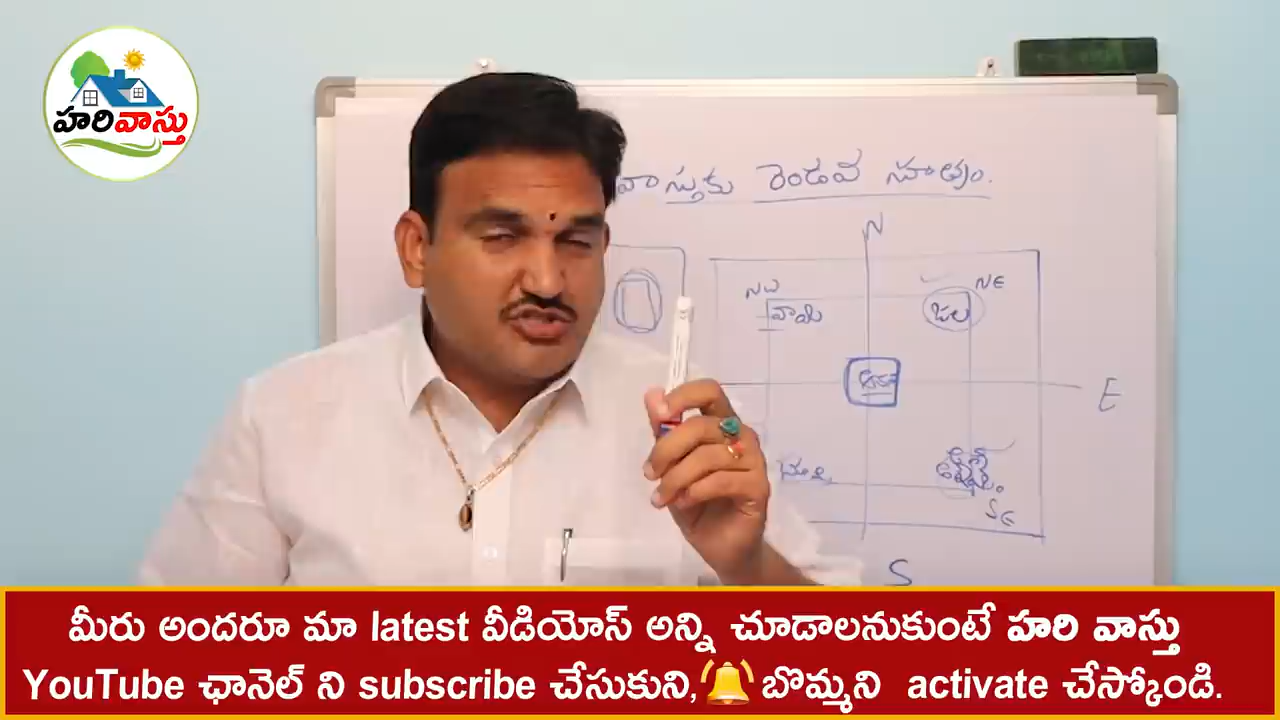 హరివాస్తు
వాస్తుకు రెండవ సూత్రం.
N
NW
NE
వాయు
జల
E
SE
S
మీరు అందరూ మా latest వీడియోస్ అన్ని చూడాలనుకుంటే హరి వాస్తు
YouTube ఛానెల్ ని subscribe చేసుకుని, బొమ్మని activate చేస్కోండి.